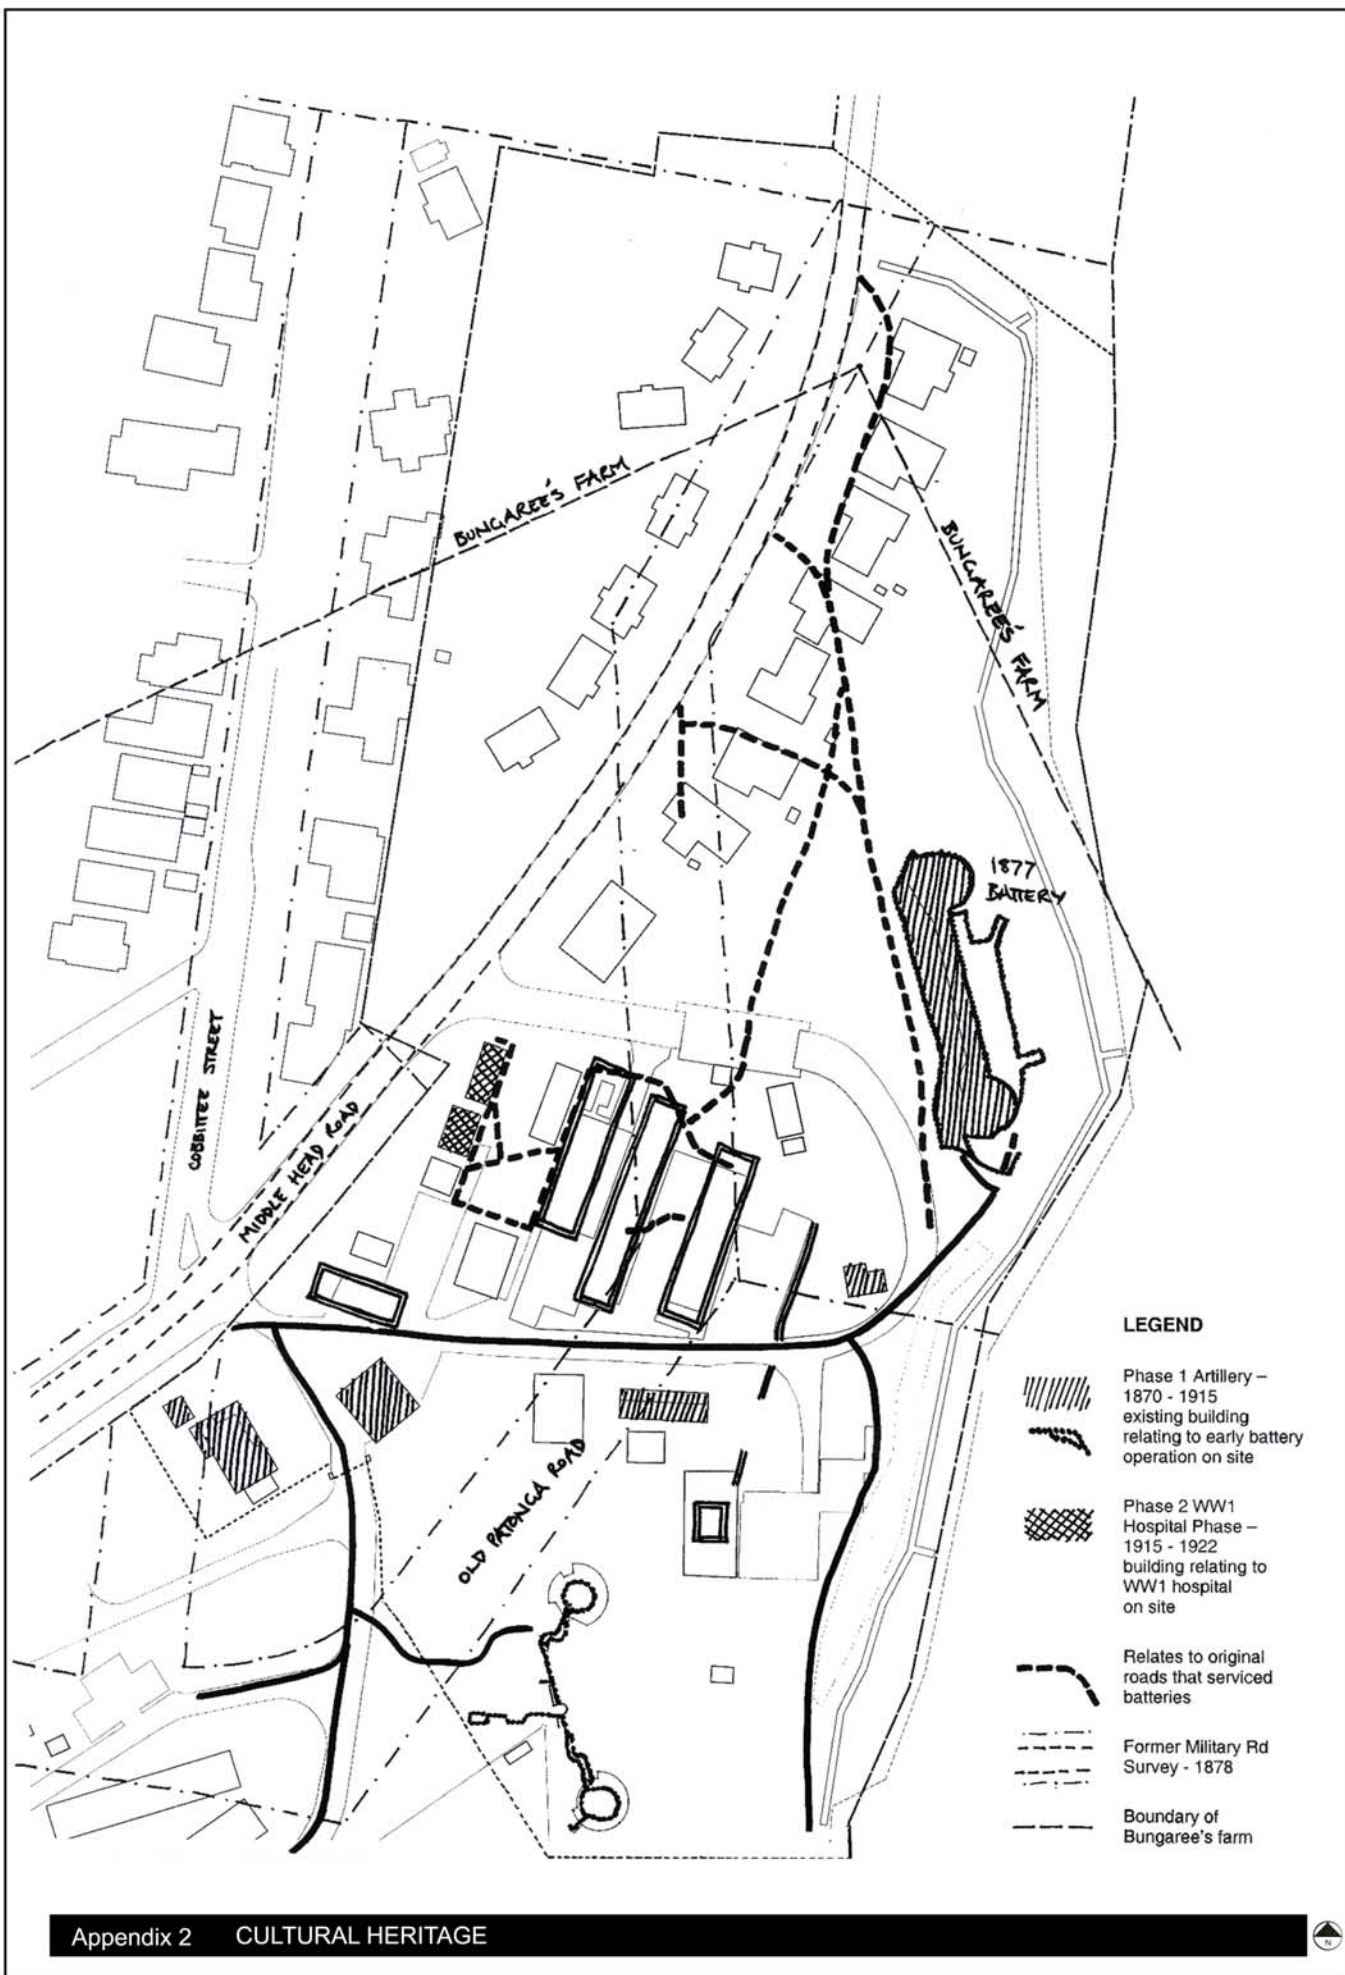 BUNGAREE'S FARM
BUNGAREE'S FARM
1877
BATTERY
COBBITTEE STREET
MIDDLE HEAD ROAD
OLD PATONGA ROAD
LEGEND
Phase 1 Artillery –
1870 - 1915
existing building
relating to early battery
operation on site
Phase 2 WW1
Hospital Phase –
1915 - 1922
building relating to
WW1 hospital
on site
Relates to original
roads that serviced
batteries
Former Military Rd
Survey - 1878
Boundary of
Bungaree's farm
Appendix 2 CULTURAL HERITAGE
N